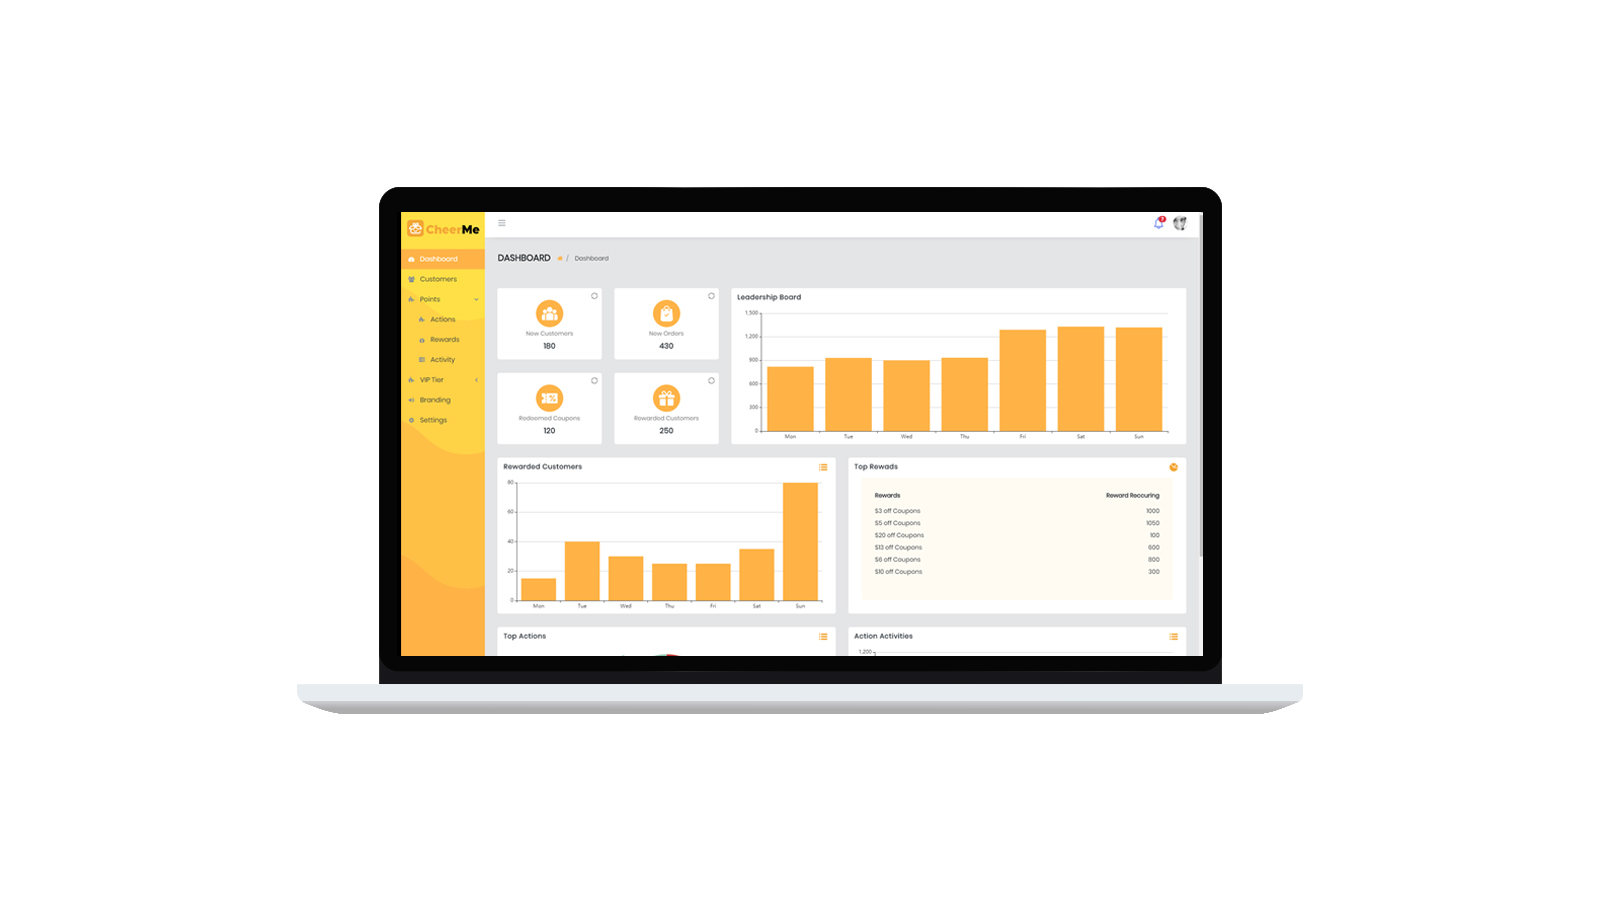 CheerMe
Dashboard
Customers
Points
Actions
Rewards
Activity
VIP Tier
Branding
Settings
7
DASHBOARD / Dashboard
New Customers
180
New Orders
430
Redeemed Coupons
120
Rewarded Customers
250
Leadership Board
1,500
1,200
900
600
300
0
Mon Tue Wed Thu Fri Sat Sun
Rewarded Customers
80
60
40
20
0
Mon Tue Wed Thu Fri Sat Sun
Top Rewads
Rewards Reward Reccuring
$3 off Coupons 1000
$5 off Coupons 1050
$20 off Coupons 100
$13 off Coupons 600
$6 off Coupons 800
$10 off Coupons 300
Top Actions
Action Activities
1,200